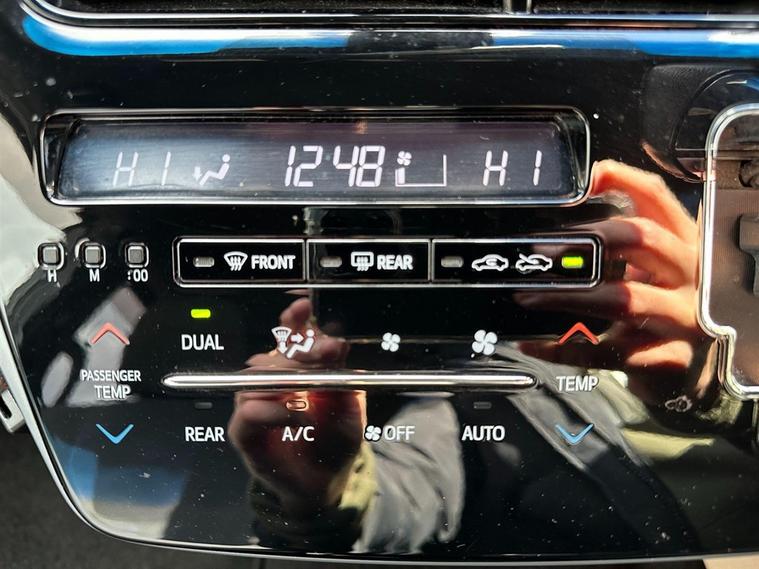 HI 12 48 HI
FRONT REAR
H M :00
DUAL
PASSENGER
TEMP
TEMP
REAR A/C OFF AUTO